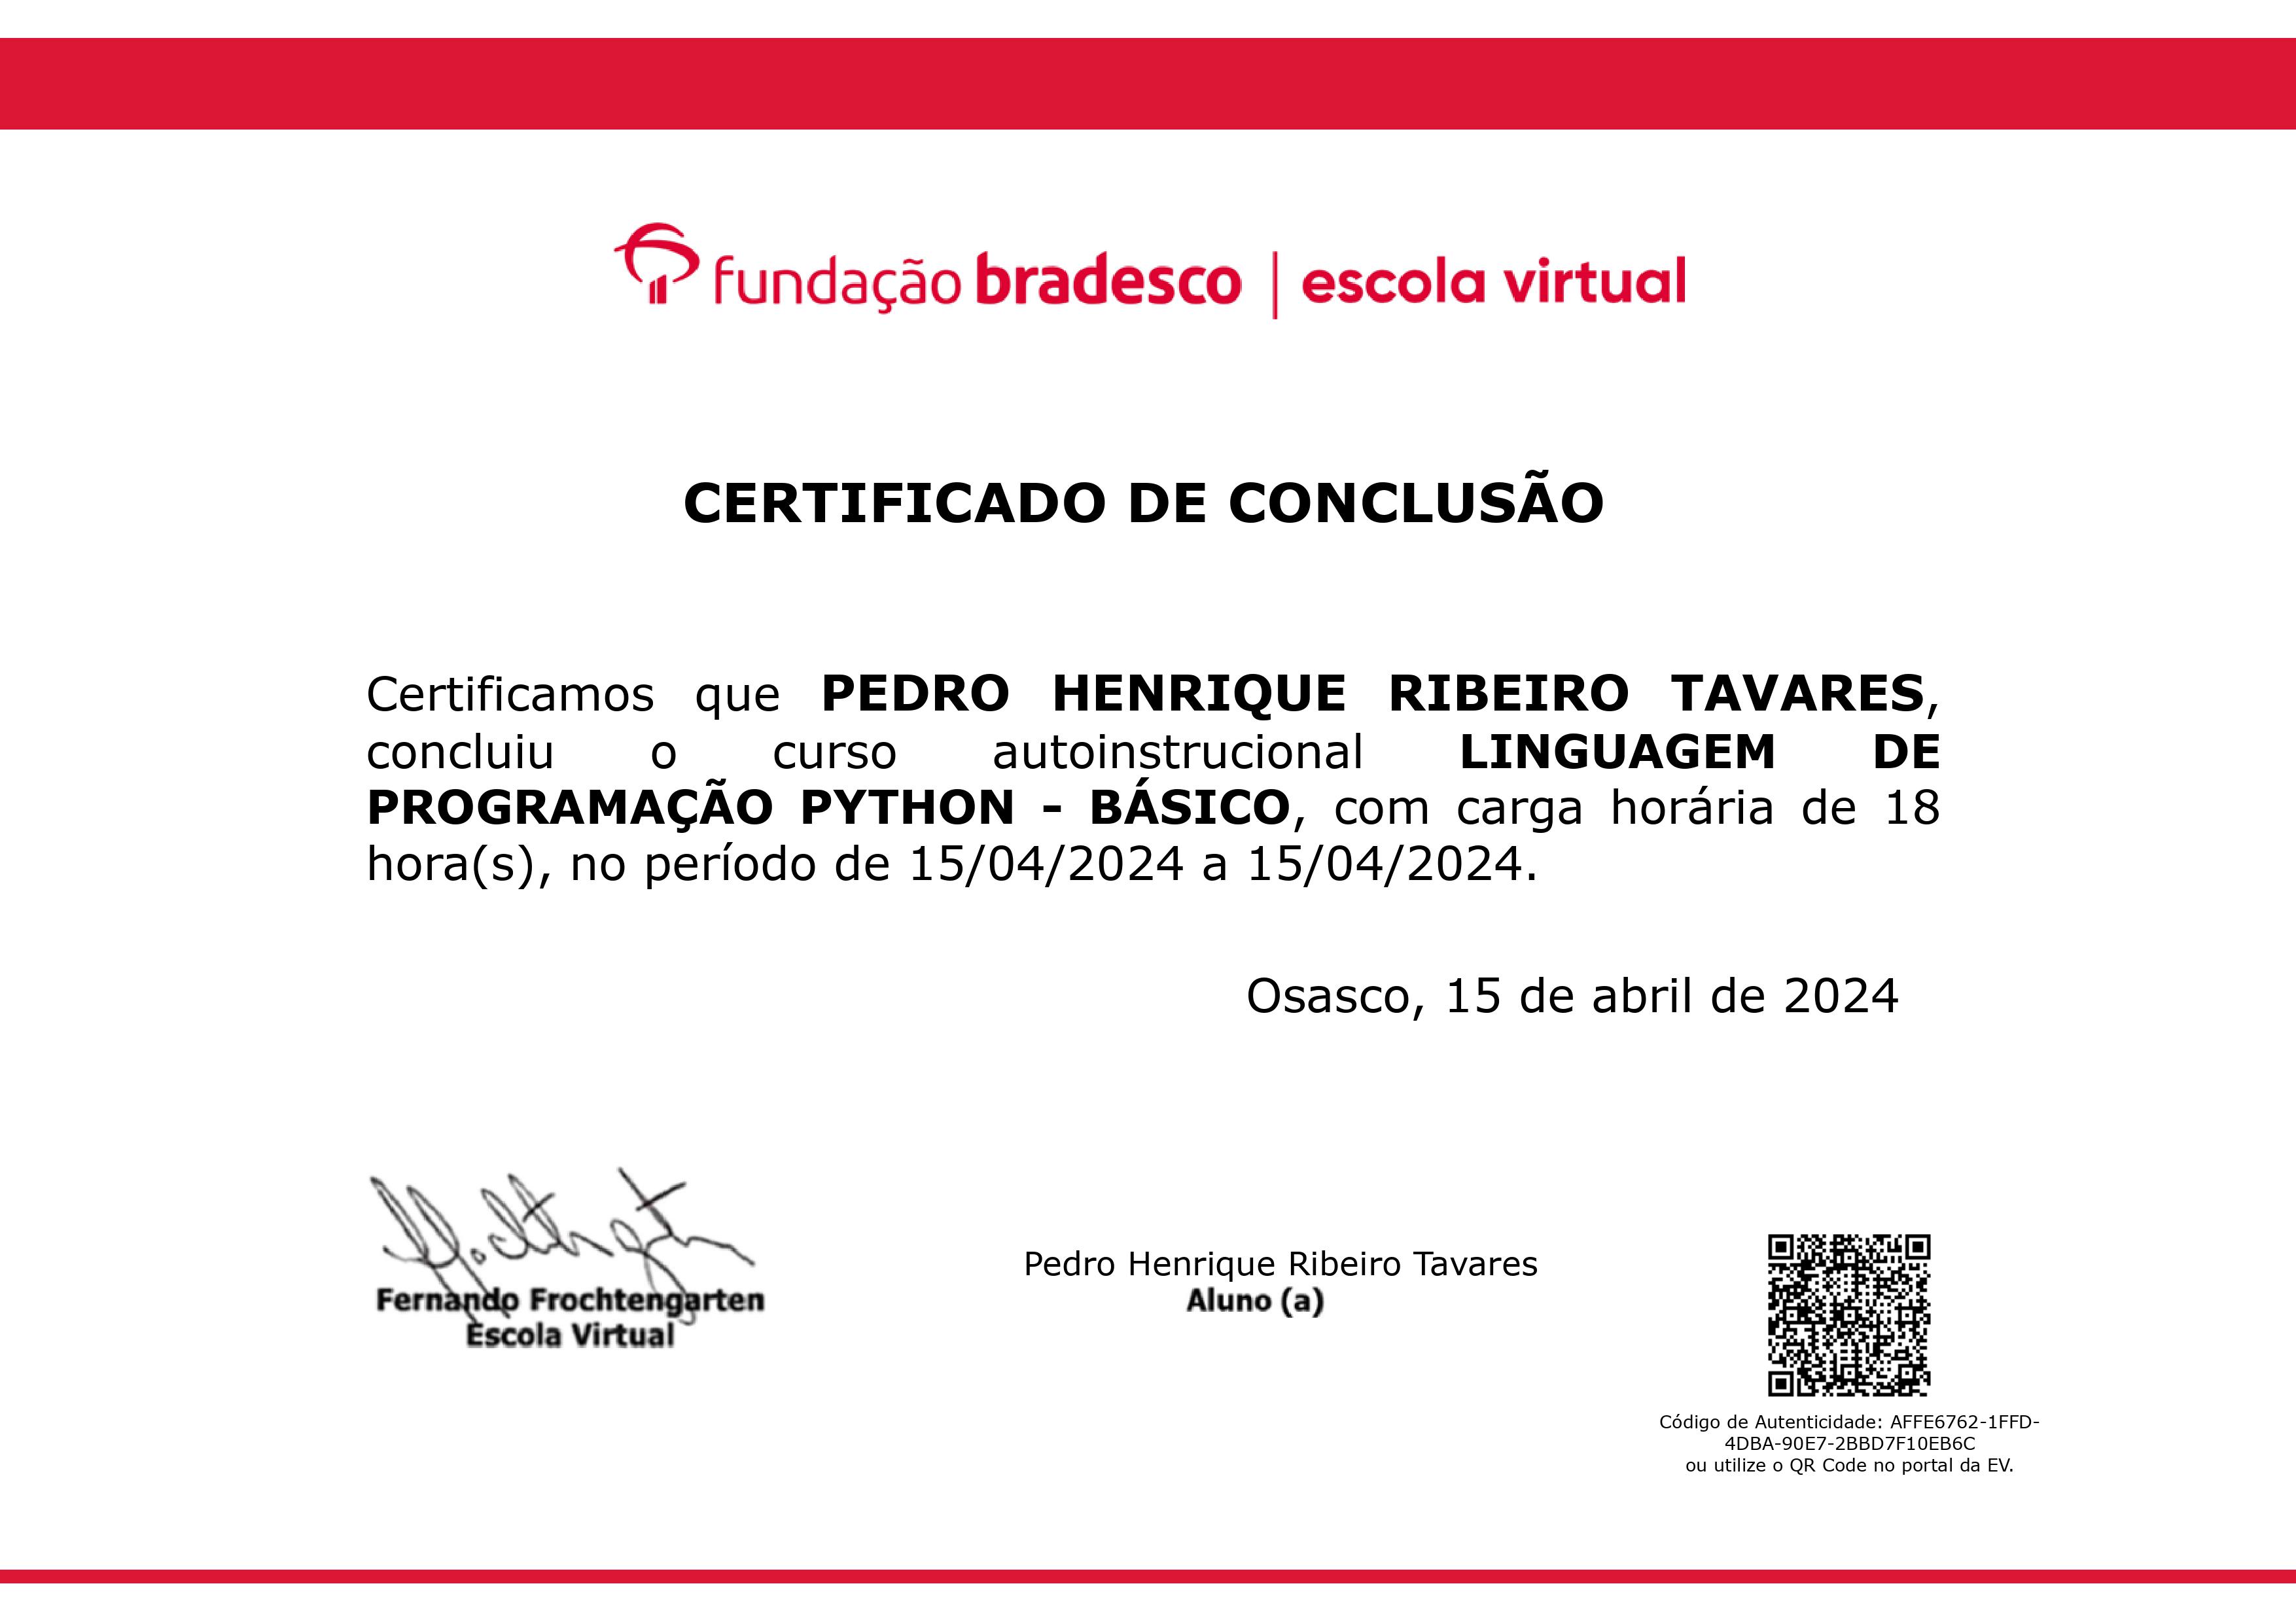 fundação bradesco | escola virtual
CERTIFICADO DE CONCLUSÃO
Certificamos que PEDRO HENRIQUE RIBEIRO TAVARES,
concluiu o curso autoinstrucional LINGUAGEM DE
PROGRAMAÇÃO PYTHON - BÁSICO, com carga horária de 18
hora(s), no período de 15/04/2024 a 15/04/2024.
Osasco, 15 de abril de 2024
Fernando Frochtengarten
Escola Virtual
Pedro Henrique Ribeiro Tavares
Aluno (a)
Código de Autenticidade: AFFE6762-1FFD-
4DBA-90E7-2BBD7F10EB6C
ou utilize o QR Code no portal da EV.